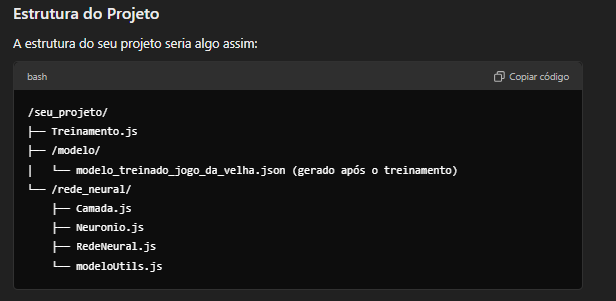 Estrutura do Projeto
A estrutura do seu projeto seria algo assim:
bash
Copiar código
/seu_projeto/
├── Treinamento.js
├── /modelo/
│   └── modelo_treinado_jogo_da_velha.json (gerado após o treinamento)
└── /rede_neural/
    ├── Camada.js
    ├── Neuronio.js
    ├── RedeNeural.js
    └── modeloUtils.js